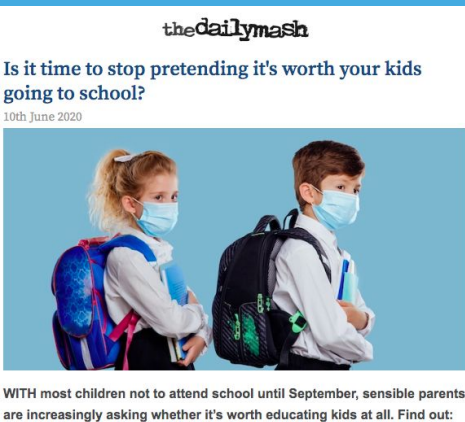 thedailymash
Is it time to stop pretending it's worth your kids
going to school?
10th June 2020
WITH most children not to attend school until September, sensible parents
are increasingly asking whether it's worth educating kids at all. Find out: